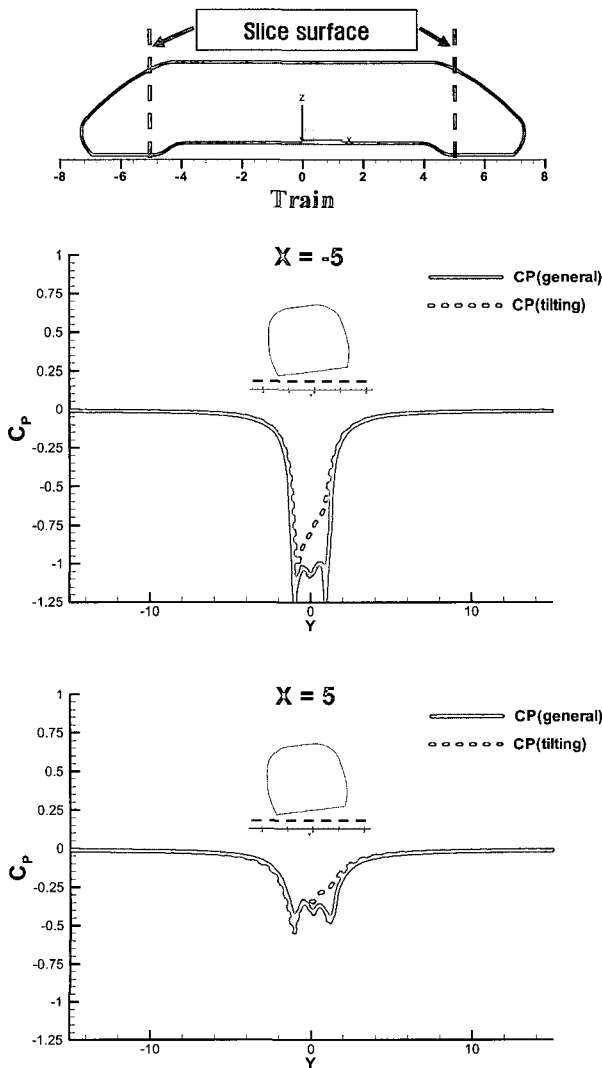 Slice surface
z
x
-8 -6 -4 -2 0 2 4 6 8
Train
X = -5
CP(general)
CP(tilting)
1
0.75
0.5
0.25
0
-0.25
-0.5
-0.75
-1
-1.25
CP
-10 0 10
Y
X = 5
CP(general)
CP(tilting)
1
0.75
0.5
0.25
0
-0.25
-0.5
-0.75
-1
-1.25
CP
-10 0 10
Y